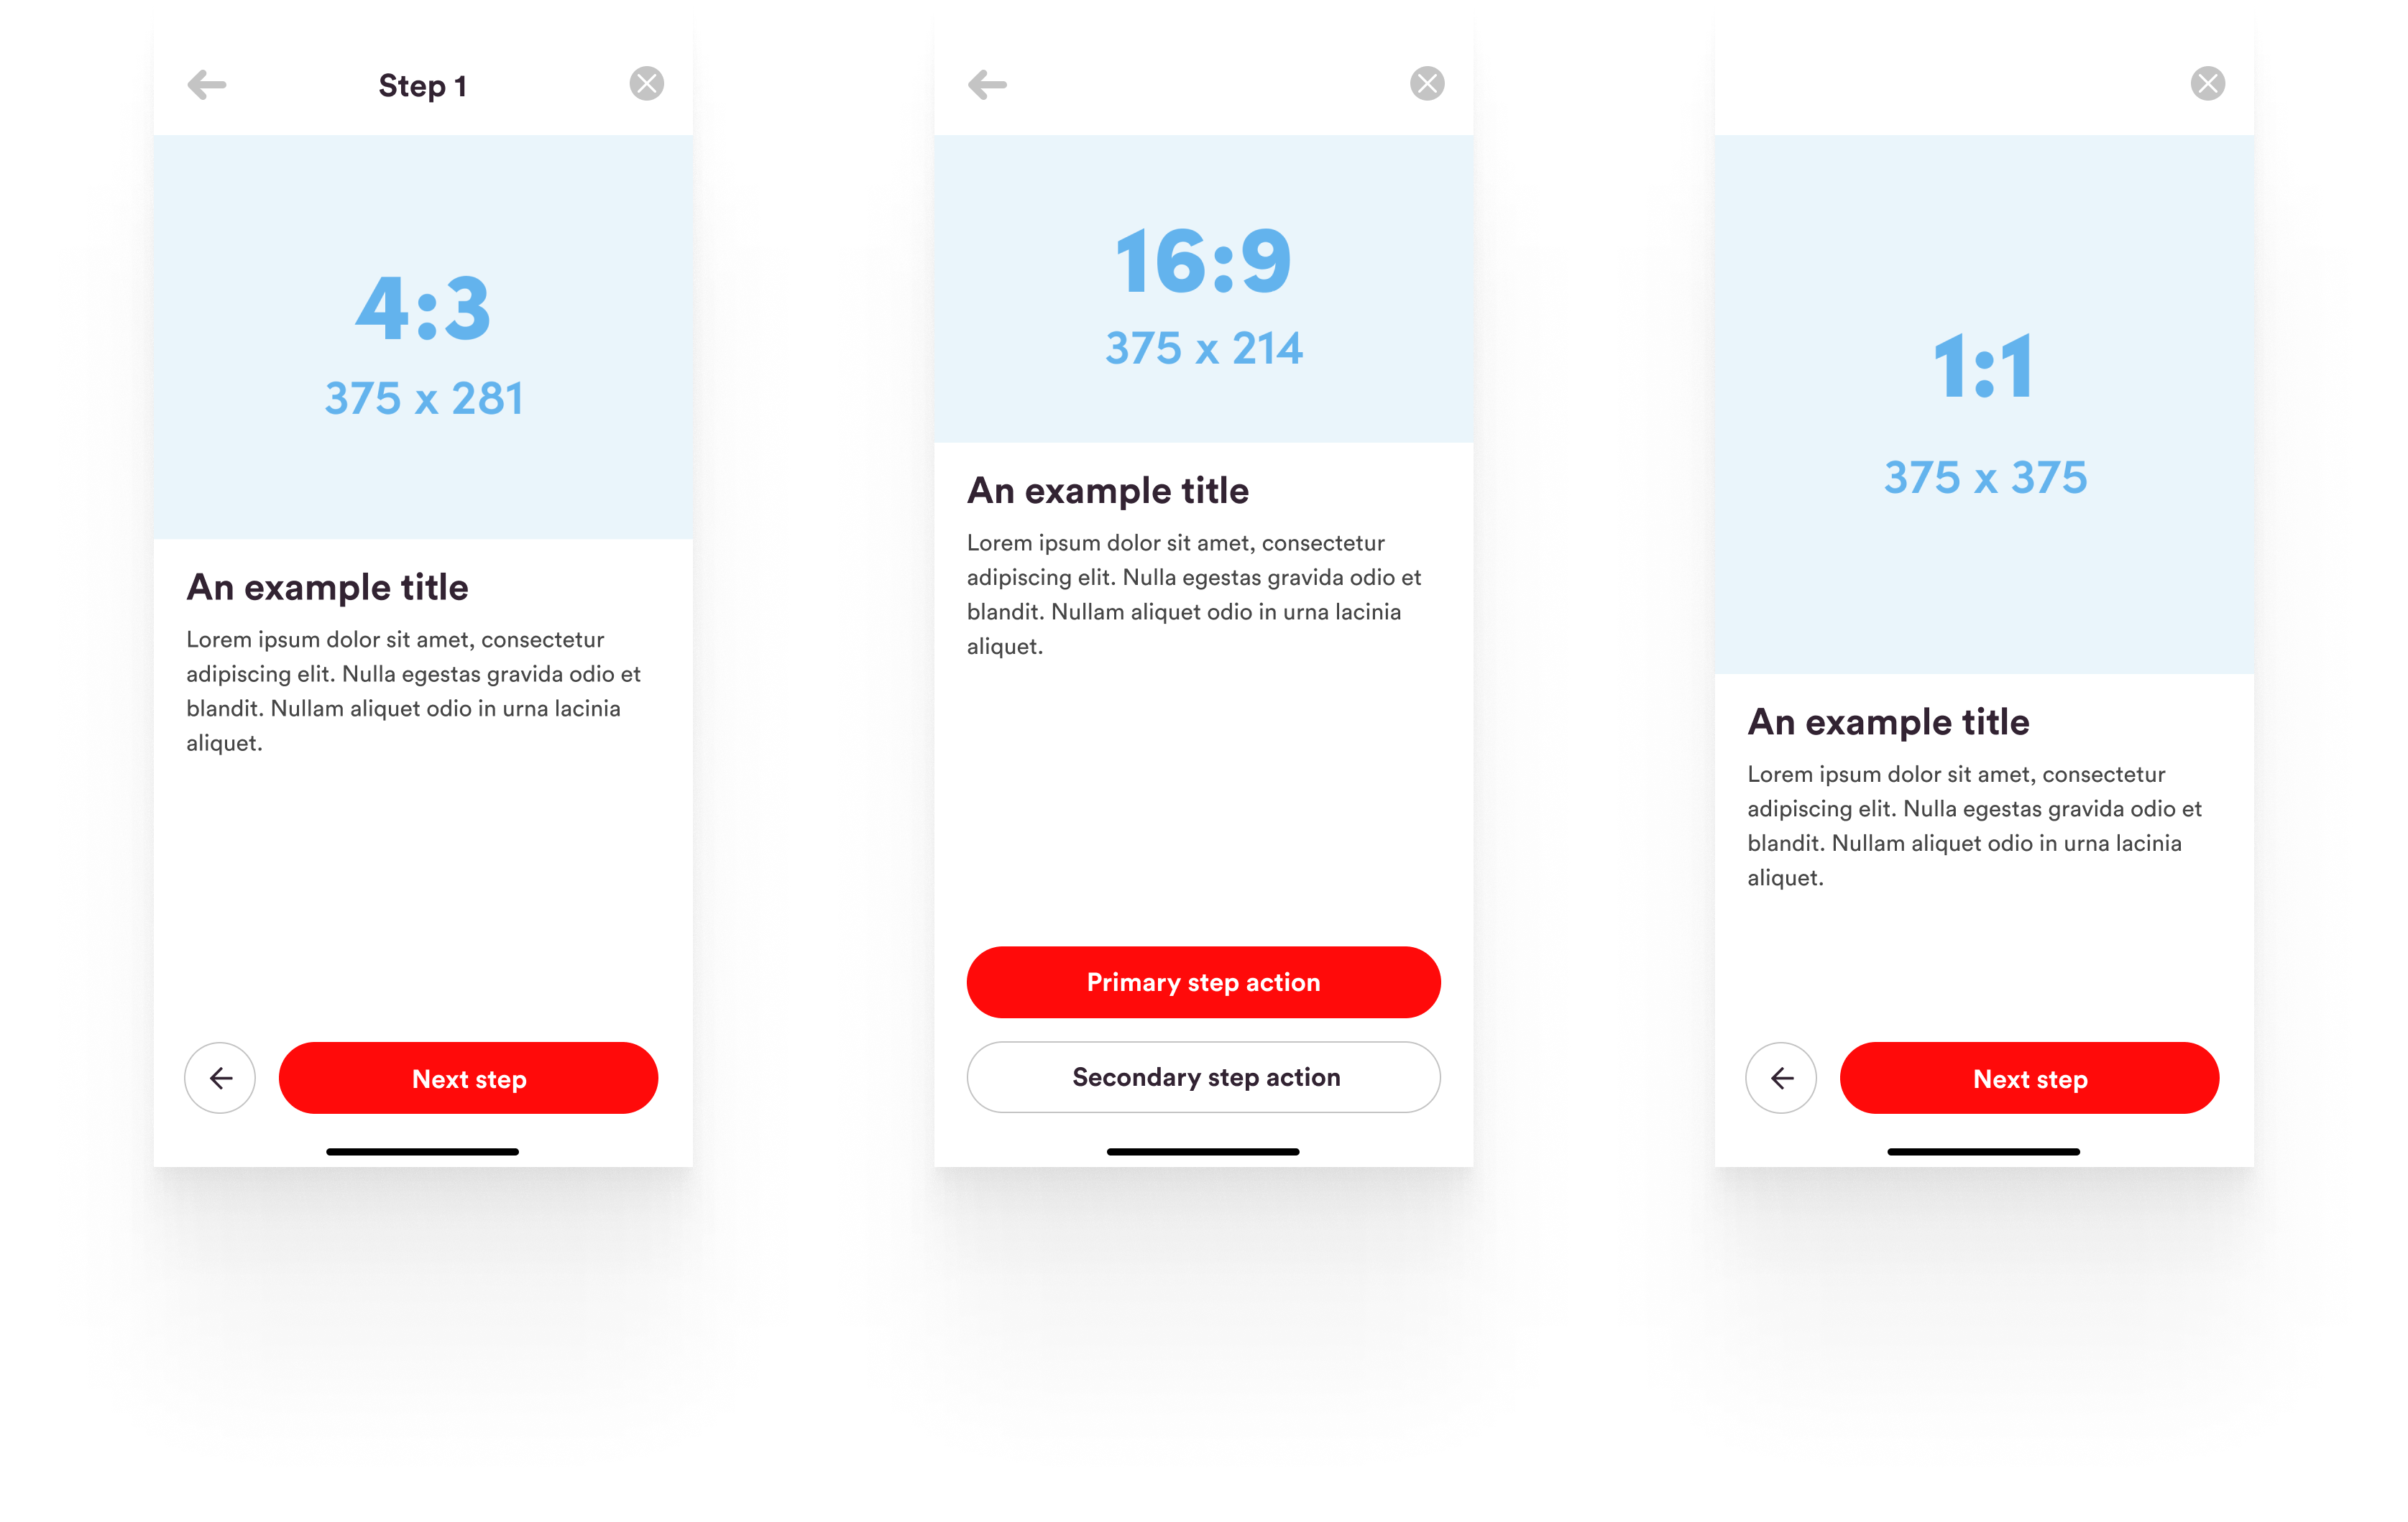 Step 1
4:3
375 x 281
An example title
Lorem ipsum dolor sit amet, consectetur
adipiscing elit. Nulla egestas gravida odio et
blandit. Nullam aliquet odio in urna lacinia
aliquet.
Next step
16:9
375 x 214
An example title
Lorem ipsum dolor sit amet, consectetur
adipiscing elit. Nulla egestas gravida odio et
blandit. Nullam aliquet odio in urna lacinia
aliquet.
Primary step action
Secondary step action
1:1
375 x 375
An example title
Lorem ipsum dolor sit amet, consectetur
adipiscing elit. Nulla egestas gravida odio et
blandit. Nullam aliquet odio in urna lacinia
aliquet.
Next step